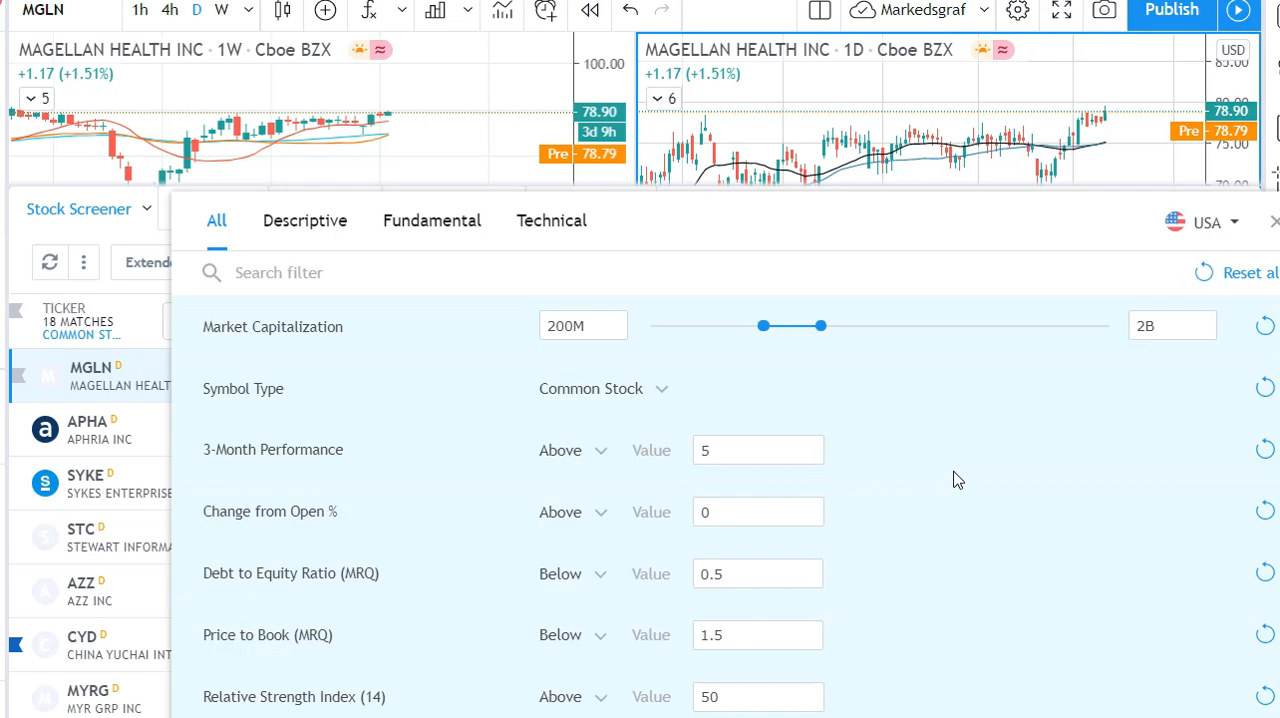 MGLN 1h 4h D W Markedsgraf Publish
MAGELLAN HEALTH INC · 1W · Cboe BZX
+1.17 (+1.51%)
5
100.00
78.90
3d 9h
Pre 78.79
MAGELLAN HEALTH INC · 1D · Cboe BZX
USD
+1.17 (+1.51%)
6
85.00
80.00
78.90
Pre 78.79
75.00
70.00
Stock Screener
Extende
TICKER
18 MATCHES
COMMON ST...
M MGLN D
MAGELLAN HEALT
a APHA D
APHRIA INC
S SYKE D
SYKES ENTERPRISE
S STC D
STEWART INFORMA
A AZZ D
AZZ INC
C CYD D
CHINA YUCHAI INT
M MYRG D
MYR GRP INC
All Descriptive Fundamental Technical USA
Search filter Reset al
Market Capitalization 200M 2B
Symbol Type Common Stock
3-Month Performance Above Value 5
Change from Open % Above Value 0
Debt to Equity Ratio (MRQ) Below Value 0.5
Price to Book (MRQ) Below Value 1.5
Relative Strength Index (14) Above Value 50